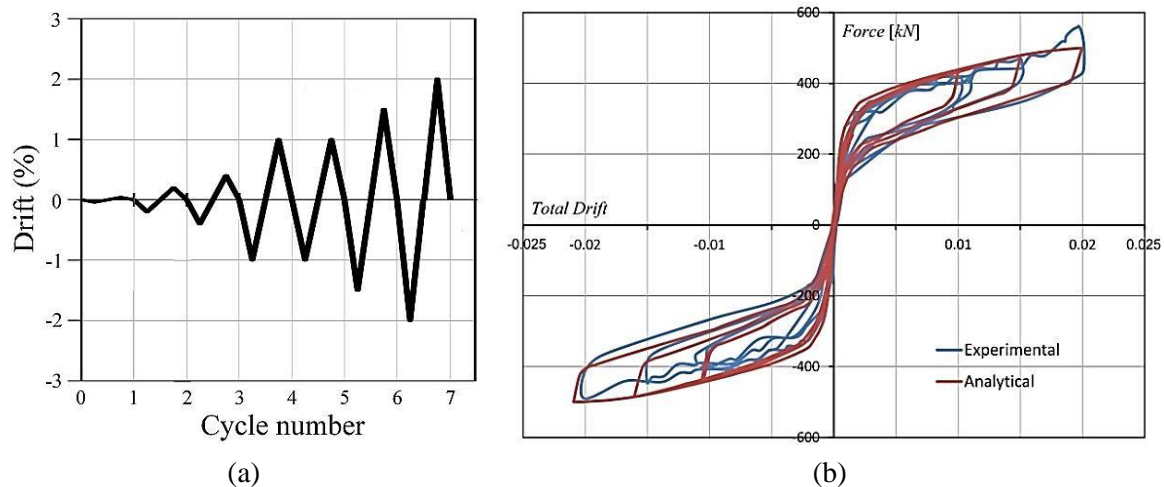 3
2
1
0
-1
-2
-3
Drift (%)
0 1 2 3 4 5 6 7
Cycle number
(a)
600
Force [kN]
400
200
Total Drift
0
-0.025 -0.02 -0.01 0 0.01 0.02 0.025
-200
-400
-600
Experimental
Analytical
(b)